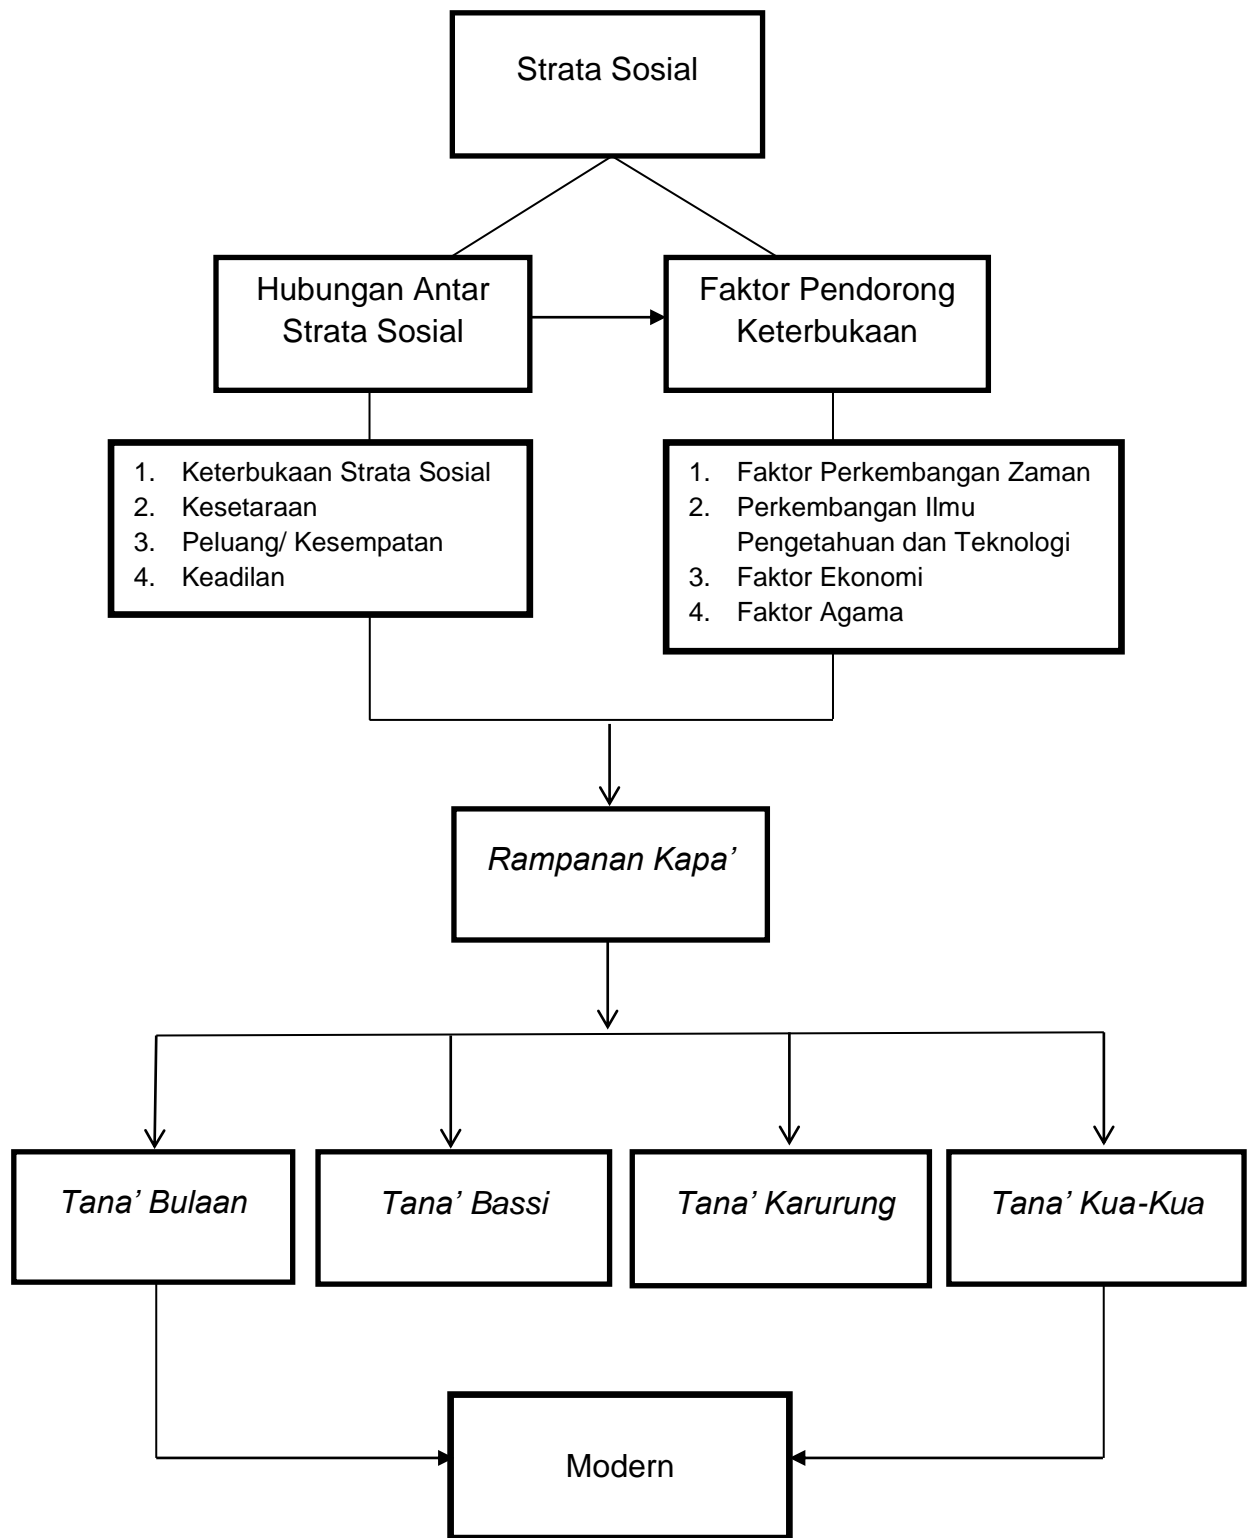 Strata Sosial
Hubungan Antar
Strata Sosial
Faktor Pendorong
Keterbukaan
1. Keterbukaan Strata Sosial
2. Kesetaraan
3. Peluang/ Kesempatan
4. Keadilan
1. Faktor Perkembangan Zaman
2. Perkembangan Ilmu
Pengetahuan dan Teknologi
3. Faktor Ekonomi
4. Faktor Agama
Rampanan Kapa’
Tana’ Bulaan
Tana’ Bassi
Tana’ Karurung
Tana’ Kua-Kua
Modern